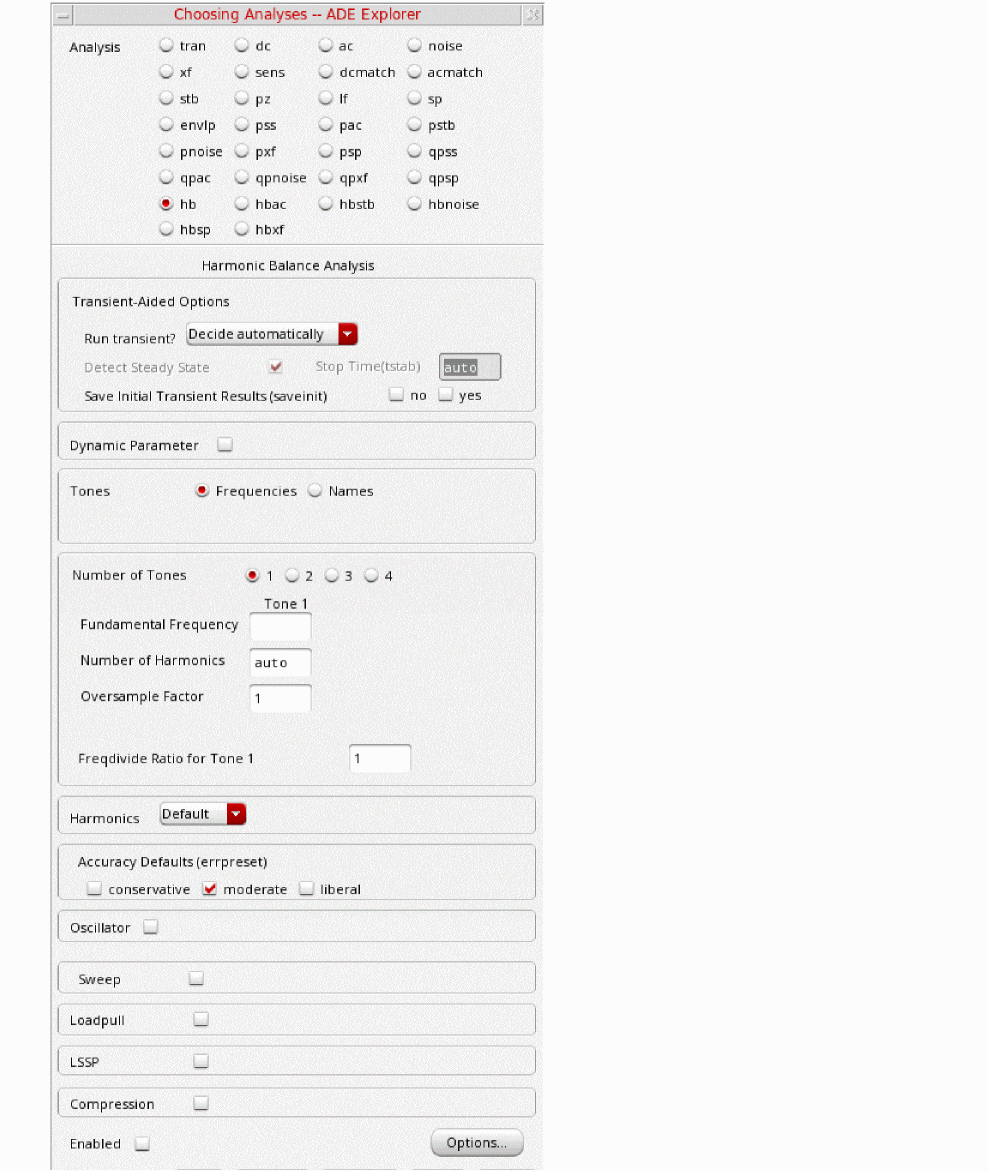 Choosing Analyses -- ADE Explorer
Analysis tran dc ac noise
xf sens dcmatch acmatch
stb pz lf sp
envlp pss pac pstb
pnoise pxf psp qpss
qpac qpnoise qpxf qpsp
hb hbac hbstb hbnoise
hbsp hbxf
Harmonic Balance Analysis
Transient-Aided Options
Run transient? Decide automatically
Detect Steady State Stop Time(tstab) auto
Save Initial Transient Results (saveinit) no yes
Dynamic Parameter
Tones Frequencies Names
Number of Tones 1 2 3 4
Tone 1
Fundamental Frequency
Number of Harmonics auto
Oversample Factor 1
Freqdivide Ratio for Tone 1 1
Harmonics Default
Accuracy Defaults (errpreset)
conservative moderate liberal
Oscillator
Sweep
Loadpull
LSSP
Compression
Enabled Options...